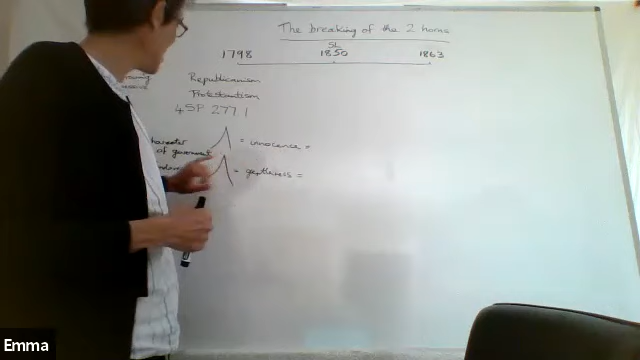 The breaking of the 2 horns
SL
1798 1850 1863
Republicanism
Protestantism
4SP 277.1
character
of government
= innocence =
= gentleness =
Emma